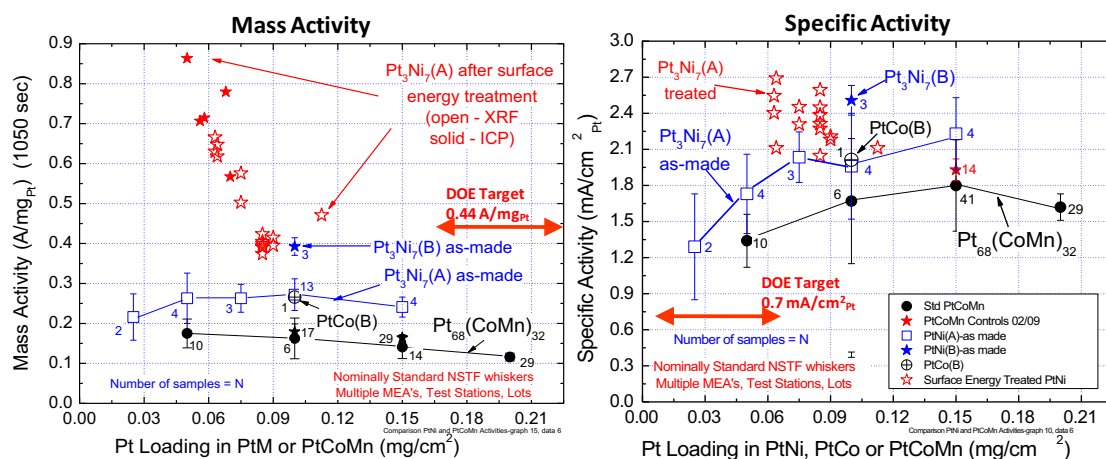 Mass Activity
Mass Activity (A/mgPt) (1050 sec)
0.9
0.8
0.7
0.6
0.5
0.4
0.3
0.2
0.1
0.0
Pt3Ni7(A) after surface
energy treatment
(open - XRF
solid - ICP)
DOE Target
0.44 A/mgPt
Pt3Ni7(B) as-made
3
Pt3Ni7(A) as-made
2
4
3
13
1
4
PtCo(B)
Pt68(CoMn)32
10
17
6
29
14
29
Number of samples = N
Nominally Standard NSTF whiskers
Multiple MEA's, Test Stations, Lots
0.00 0.03 0.06 0.09 0.12 0.15 0.18 0.21
Comparison PtNi and PtCoMn Activities-graph 15, data 6
Pt Loading in PtM or PtCoMn (mg/cm2)
Specific Activity
Specific Activity (mA/cm2Pt)
3.0
2.7
2.4
2.1
1.8
1.5
1.2
0.9
0.6
0.3
0.0
Pt3Ni7(A)
treated
Pt3Ni7(B)
3
PtCo(B)
1
Pt3Ni7(A)
as-made
4
3
4
4
14
2
10
6
41
29
Pt68(CoMn)32
DOE Target
0.7 mA/cm2Pt
Number of samples = N
Nominally Standard NSTF whiskers
Multiple MEA's, Test Stations, Lots
Std PtCoMn
PtCoMn Controls 02/09
PtNi(A)-as made
PtNi(B)-as made
PtCo(B)
Surface Energy Treated PtNi
0.00 0.03 0.06 0.09 0.12 0.15 0.18 0.21
Comparison PtNi and PtCoMn Activities-graph 10, data 6
Pt Loading in PtNi, PtCo or PtCoMn (mg/cm 2)